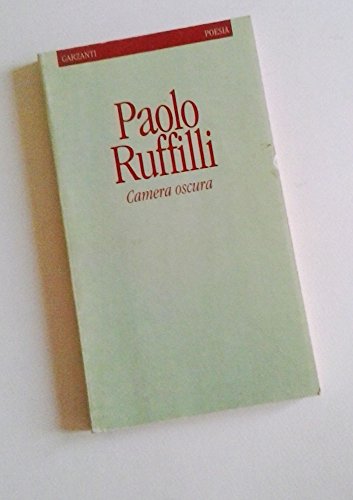 GARZANTI POESIA
Paolo
Ruffilli
Camera oscura